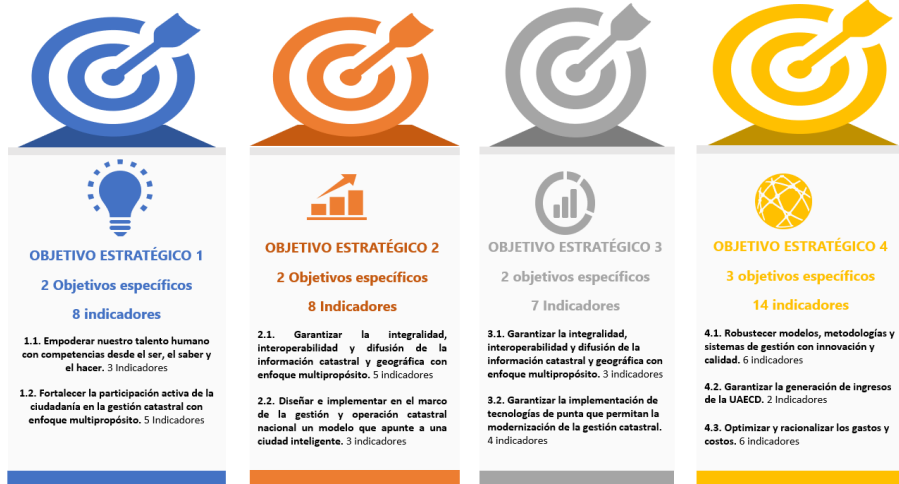 OBJETIVO ESTRATÉGICO 1
2 Objetivos específicos
8 indicadores
1.1. Empoderar nuestro talento humano
con competencias desde el ser, el saber y
el hacer. 3 Indicadores
1.2. Fortalecer la participación activa de la
ciudadanía en la gestión catastral con
enfoque multipropósito. 5 Indicadores
OBJETIVO ESTRATÉGICO 2
2 Objetivos específicos
8 Indicadores
2.1. Garantizar la integralidad,
interoperabilidad y difusión de la
información catastral y geográfica con
enfoque multipropósito. 5 indicadores
2.2. Diseñar e implementar en el marco
de la gestión y operación catastral
nacional un modelo que apunte a una
ciudad inteligente. 3 indicadores
OBJETIVO ESTRATÉGICO 3
2 objetivos específicos
7 Indicadores
3.1. Garantizar la integralidad,
interoperabilidad y difusión de la
información catastral y geográfica con
enfoque multipropósito. 3 indicadores
3.2. Garantizar la implementación de
tecnologías de punta que permitan la
modernización de la gestión catastral.
4 indicadores
OBJETIVO ESTRATÉGICO 4
3 objetivos específicos
14 indicadores
4.1. Robustecer modelos, metodologías y
sistemas de gestión con innovación y
calidad. 6 indicadores
4.2. Garantizar la generación de ingresos
de la UAECD. 2 Indicadores
4.3. Optimizar y racionalizar los gastos y
costos. 6 indicadores